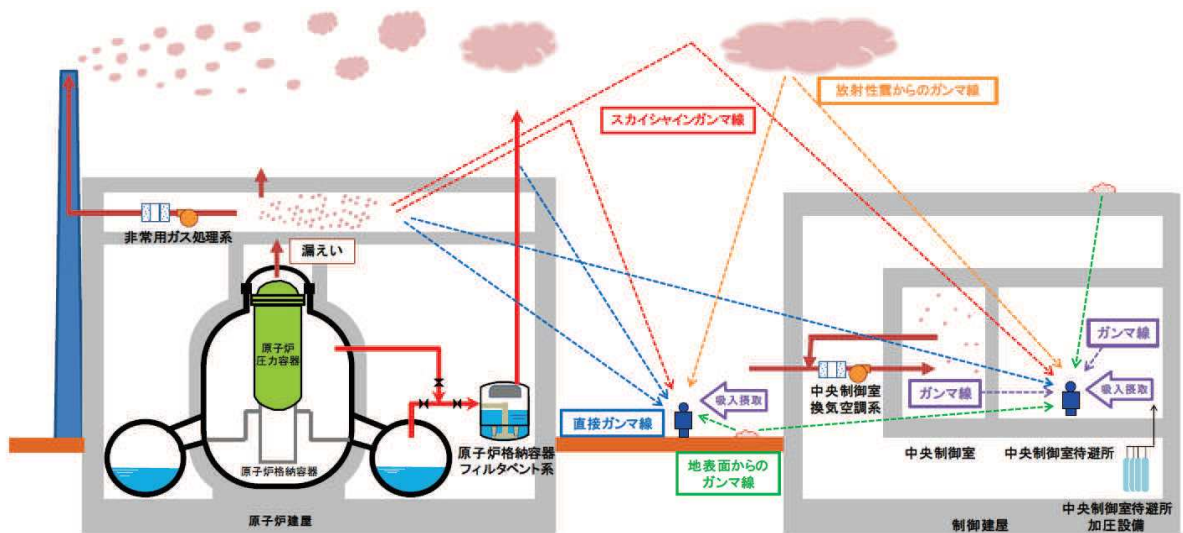 スカイシャインガンマ線
放射性雲からのガンマ線
非常用ガス処理系
漏えい
原子炉
圧力容器
原子炉格納容器
原子炉建屋
原子炉格納容器
フィルタベント系
直接ガンマ線
吸入摂取
地表面からの
ガンマ線
中央制御室
換気空調系
ガンマ線
ガンマ線
吸入摂取
中央制御室
中央制御室待避所
中央制御室待避所
加圧設備
制御建屋